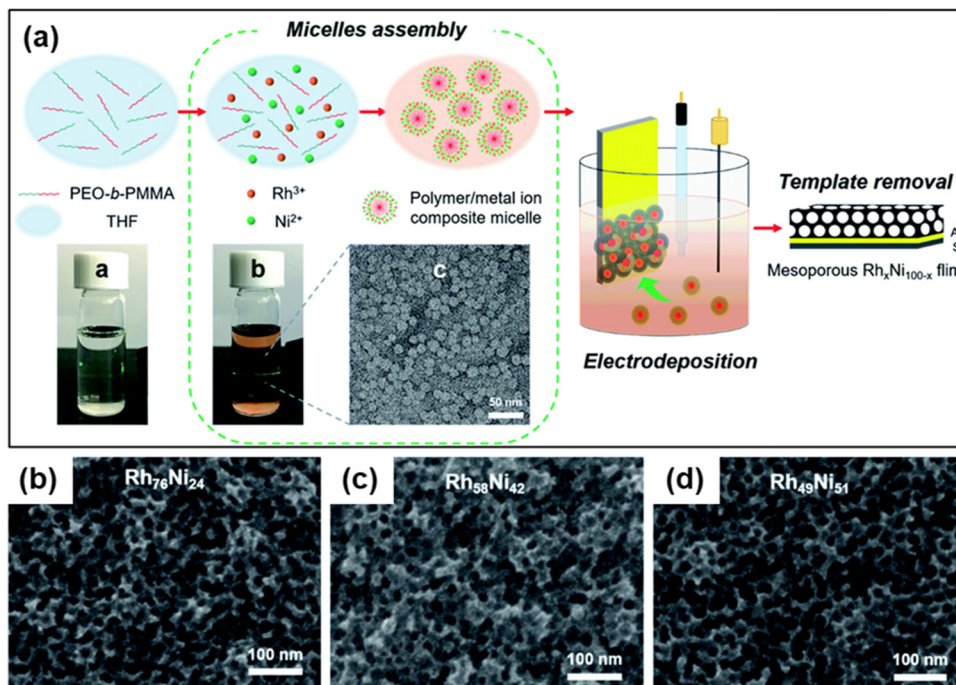 (a)
Micelles assembly
PEO-b-PMMA
THF
Rh³⁺
Ni²⁺
Polymer/metal ion
composite micelle
a
b
c
50 nm
Electrodeposition
Template removal
A
S
Mesoporous RhₓNi₁₀₀₋ₓ flim
(b)
Rh₇₆Ni₂₄
100 nm
(c)
Rh₅₈Ni₄₂
100 nm
(d)
Rh₄₉Ni₅₁
100 nm